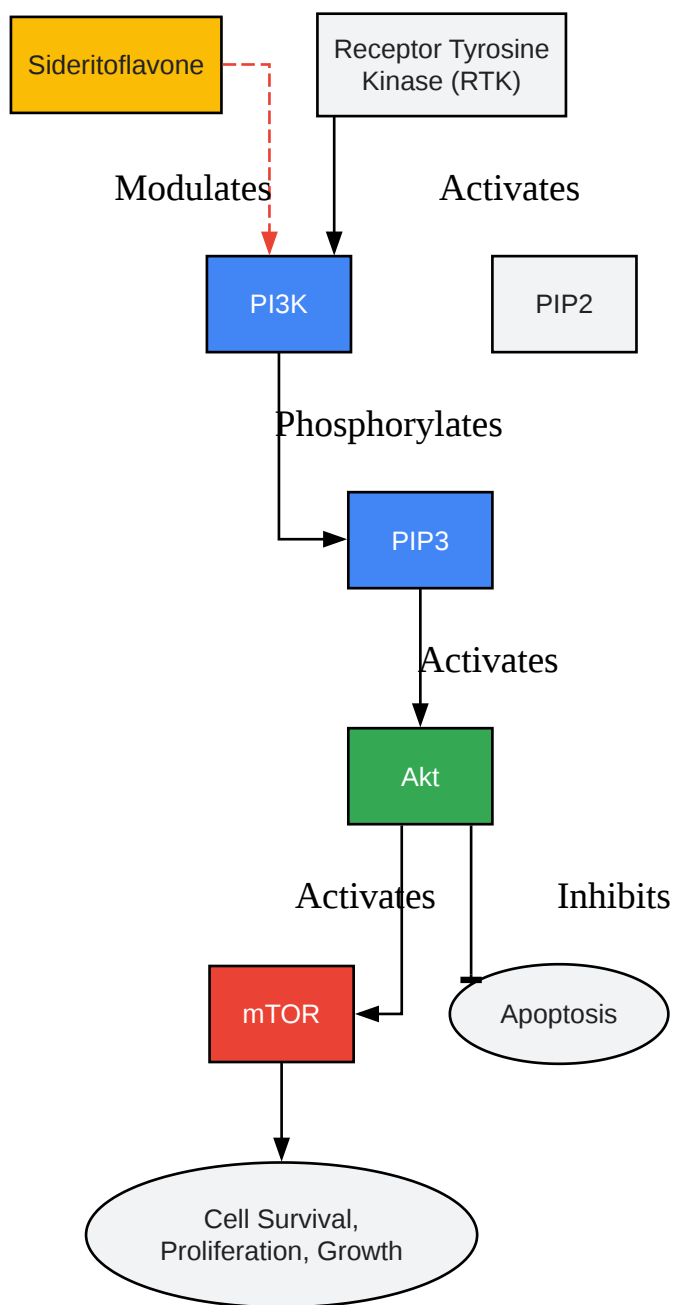 Sideritoflavone
Receptor Tyrosine
Kinase (RTK)
Modulates
Activates
PI3K
PIP2
Phosphorylates
PIP3
Activates
Akt
Activates
Inhibits
mTOR
Apoptosis
Cell Survival,
Proliferation, Growth